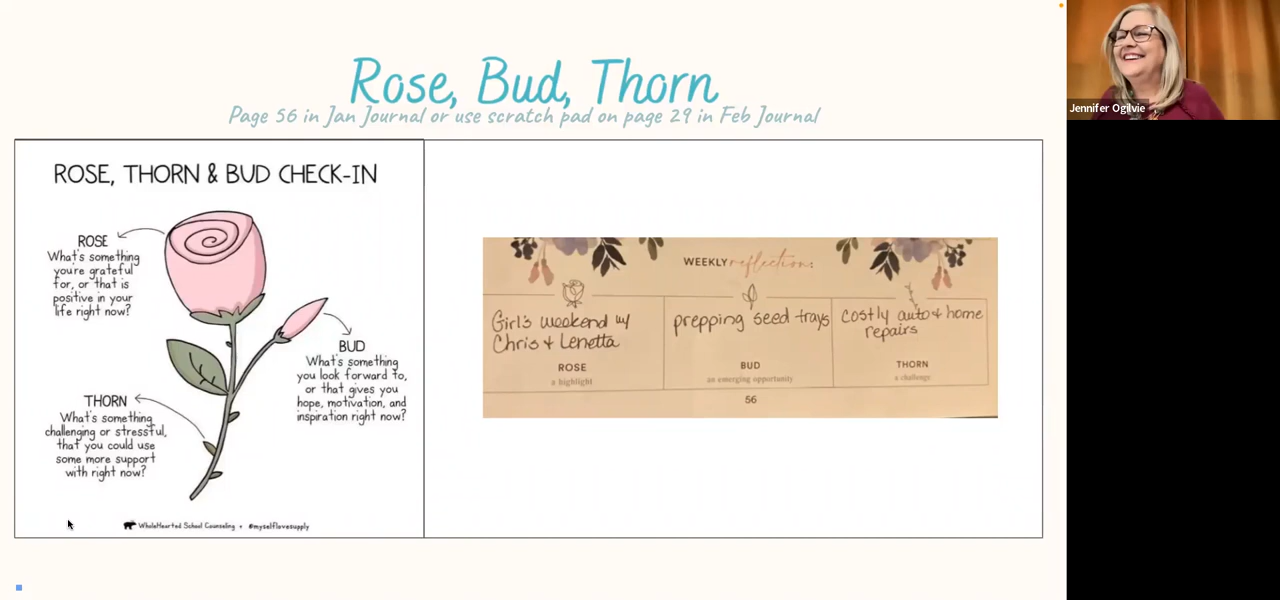 Rose, Bud, Thorn
Page 56 in Jan Journal or use scratch pad on page 29 in Feb Journal
ROSE, THORN & BUD CHECK-IN
ROSE
What's something
you're grateful
for, or that is
positive in your
life right now?
BUD
What's something
you look forward to,
or that gives you
hope, motivation, and
inspiration right now?
THORN
What's something
challenging or stressful,
that you could use
some more support
with right now?
WholeHearted School Counseling + @myselflovesupply
WEEKLY reflection:
Girl's weekend w/
Chris + Lenetta
ROSE
a highlight
prepping seed trays
BUD
an emerging opportunity
costly auto + home
repairs
THORN
a challenge
56
Jennifer Ogilvie